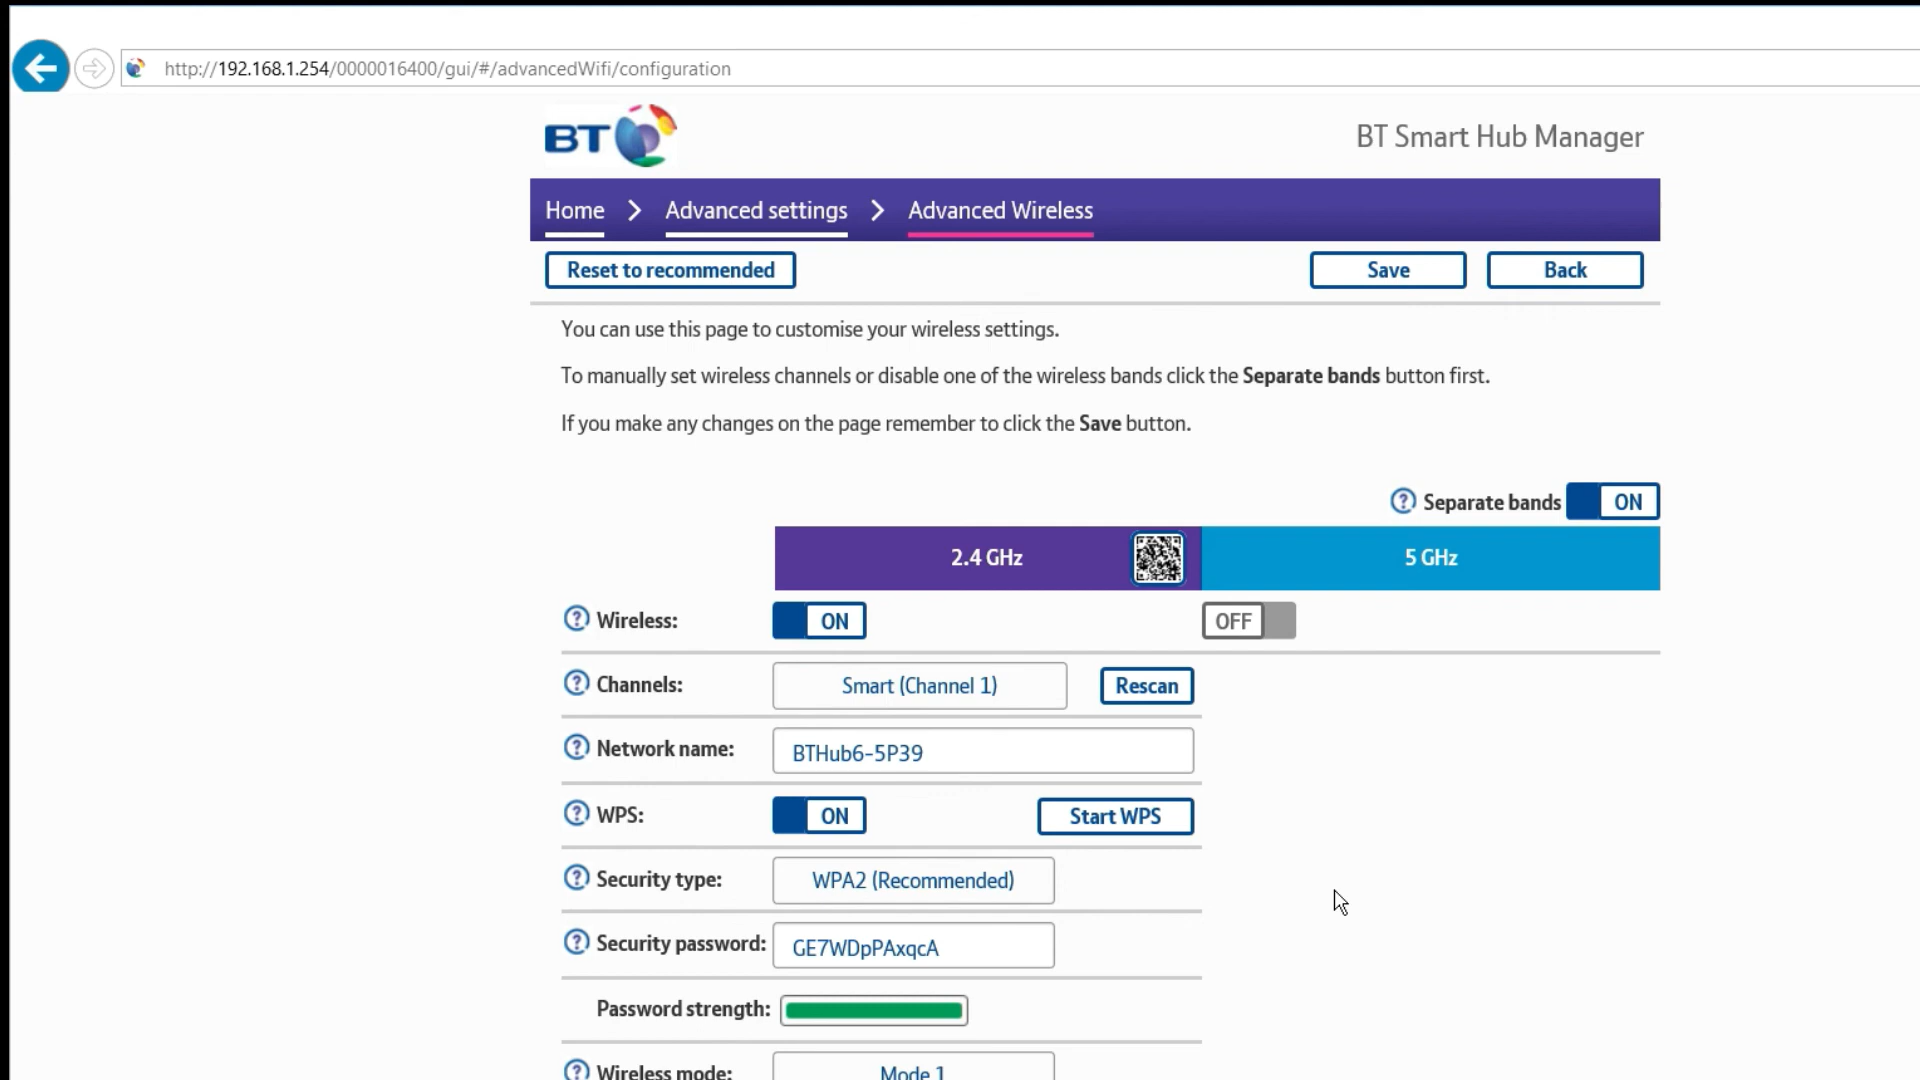 http://192.168.1.254/0000016400/gui/#/advancedWifi/configuration
BT
BT Smart Hub Manager
Home > Advanced settings > Advanced Wireless
Reset to recommended Save Back
You can use this page to customise your wireless settings.
To manually set wireless channels or disable one of the wireless bands click the Separate bands button first.
If you make any changes on the page remember to click the Save button.
? Separate bands ON
2.4 GHz 5 GHz
? Wireless: ON OFF
? Channels: Smart (Channel 1) Rescan
? Network name: BTHub6-5P39
? WPS: ON Start WPS
? Security type: WPA2 (Recommended)
? Security password: GE7WDpPAxqcA
Password strength:
? Wireless mode: Mode 1